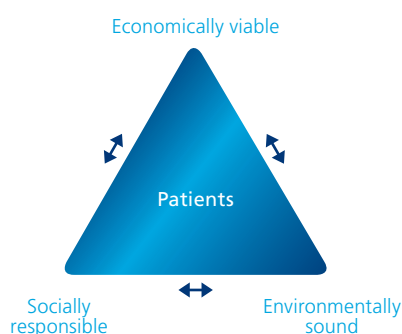 Economically viable
Patients
Socially
responsible
Environmentally
sound